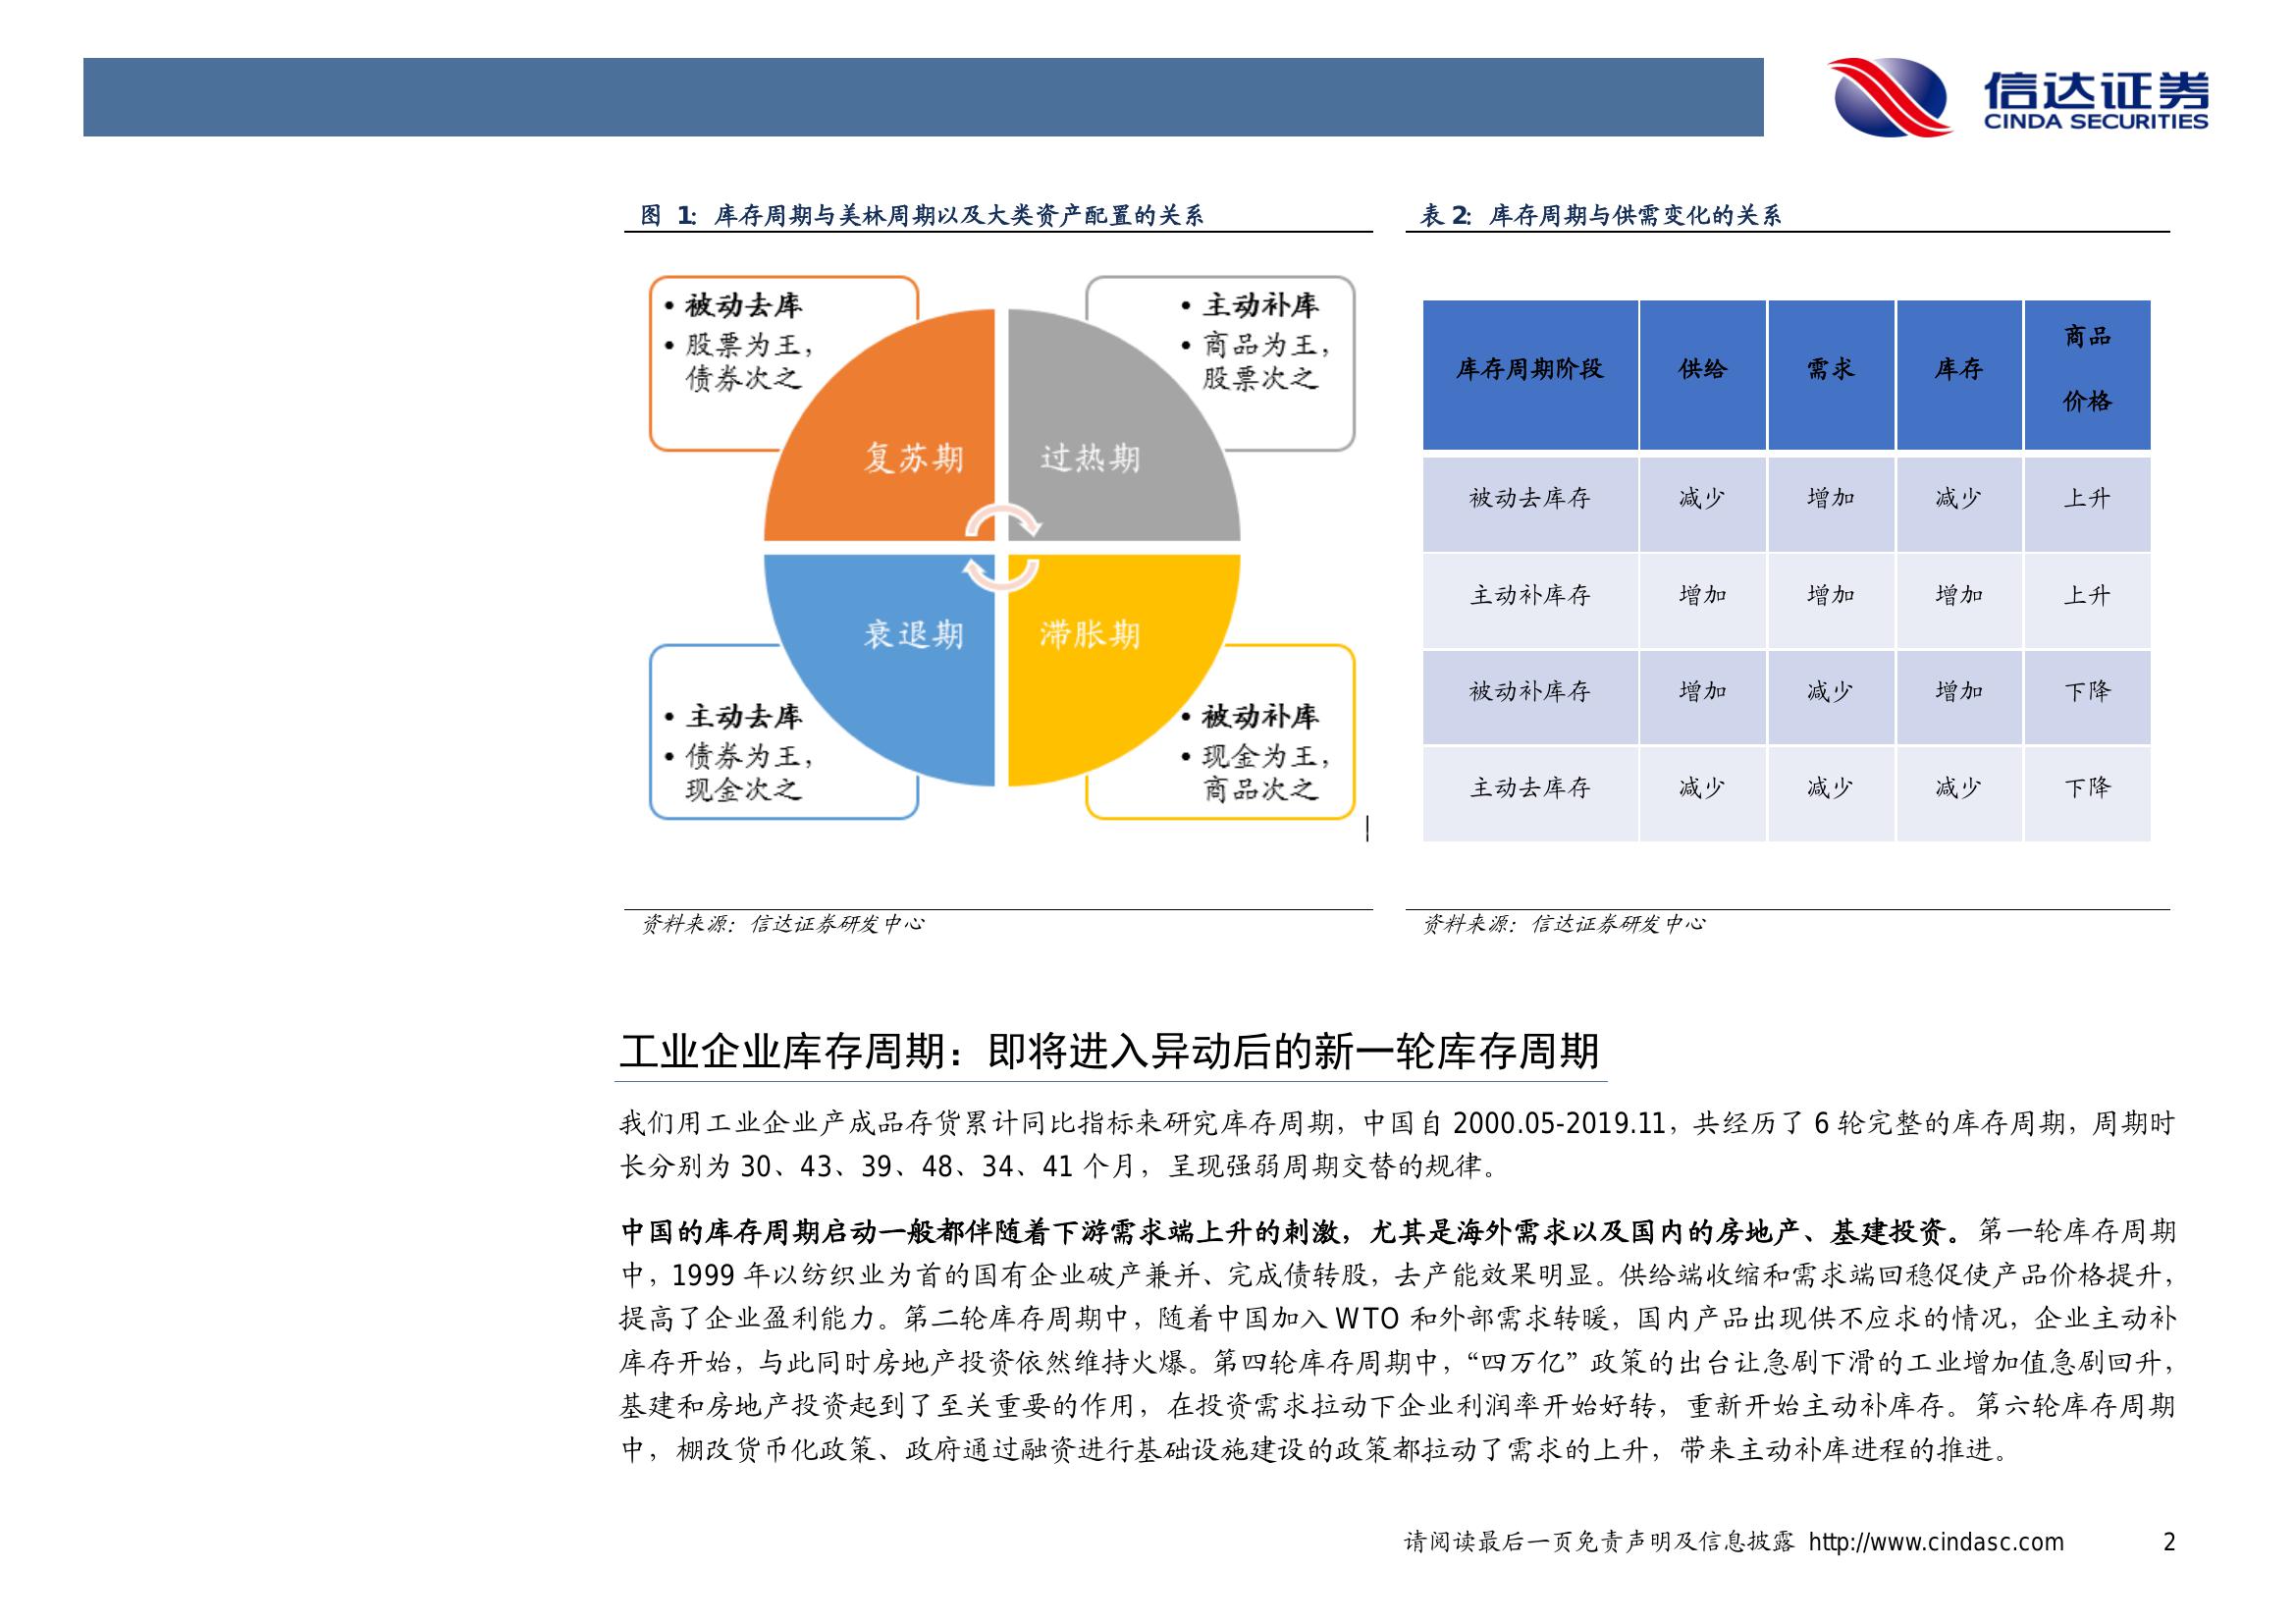 信达证券
CINDA SECURITIES
图 1: 库存周期与美林周期以及大类资产配置的关系
• 被动去库
• 股票为王，
债券次之
• 主动补库
• 商品为王，
股票次之
复苏期
过热期
衰退期
滞胀期
• 主动去库
• 债券为王，
现金次之
• 被动补库
• 现金为王，
商品次之
资料来源：信达证券研发中心
表 2: 库存周期与供需变化的关系
库存周期阶段 供给 需求 库存 商品
价格
被动去库存 减少 增加 减少 上升
主动补库存 增加 增加 增加 上升
被动补库存 增加 减少 增加 下降
主动去库存 减少 减少 减少 下降
资料来源：信达证券研发中心
工业企业库存周期：即将进入异动后的新一轮库存周期
我们用工业企业产成品存货累计同比指标来研究库存周期，中国自 2000.05-2019.11，共经历了 6 轮完整的库存周期，周期时
长分别为 30、43、39、48、34、41 个月，呈现强弱周期交替的规律。
中国的库存周期启动一般都伴随着下游需求端上升的刺激，尤其是海外需求以及国内的房地产、基建投资。第一轮库存周期
中，1999 年以纺织业为首的国有企业破产兼并、完成债转股，去产能效果明显。供给端收缩和需求端回稳促使产品价格提升，
提高了企业盈利能力。第二轮库存周期中，随着中国加入 WTO 和外部需求转暖，国内产品出现供不应求的情况，企业主动补
库存开始，与此同时房地产投资依然维持火爆。第四轮库存周期中，“四万亿” 政策的出台让急剧下滑的工业增加值急剧回升，
基建和房地产投资起到了至关重要的作用，在投资需求拉动下企业利润率开始好转，重新开始主动补库存。第六轮库存周期
中，棚改货币化政策、政府通过融资进行基础设施建设的政策都拉动了需求的上升，带来主动补库进程的推进。
请阅读最后一页免责声明及信息披露 http://www.cindasc.com 2